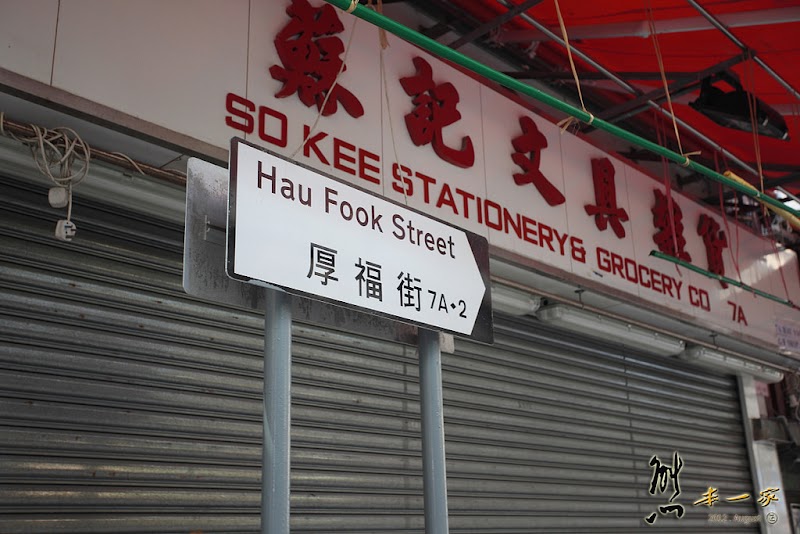 蘇記文具雜貨
SO KEE STATIONERY & GROCERY CO 7A
Hau Fook Street
厚福街 7A•2